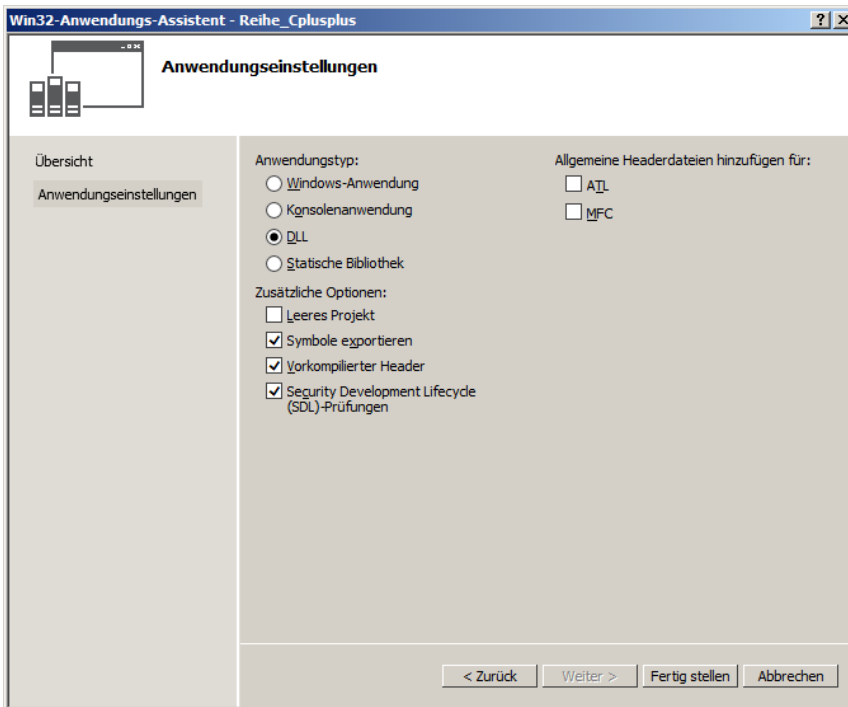 Win32-Anwendungs-Assistent - Reihe_Cplusplus
Anwendungseinstellungen
Übersicht
Anwendungseinstellungen
Anwendungstyp:
Windows-Anwendung
Konsolenanwendung
DLL
Statische Bibliothek
Zusätzliche Optionen:
Leeres Projekt
Symbole exportieren
Vorkompilierter Header
Security Development Lifecycle
(SDL)-Prüfungen
Allgemeine Headerdateien hinzufügen für:
ATL
MFC
< Zurück
Weiter >
Fertig stellen
Abbrechen